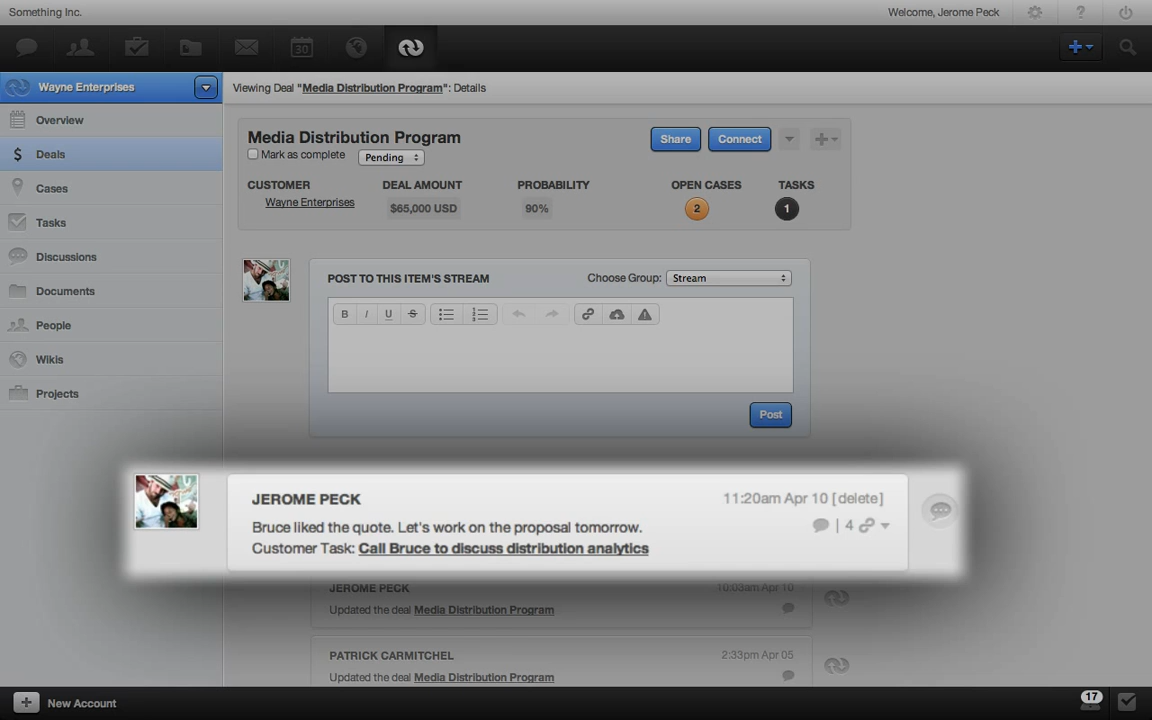 Something Inc.
Welcome, Jerome Peck
?
30
Wayne Enterprises
Viewing Deal "Media Distribution Program": Details
Overview
$ Deals
Cases
Tasks
Discussions
Documents
People
Wikis
Projects
Media Distribution Program
Share
Connect
Mark as complete
Pending
CUSTOMER
DEAL AMOUNT
PROBABILITY
OPEN CASES
TASKS
Wayne Enterprises
$65,000 USD
90%
2
1
POST TO THIS ITEM'S STREAM
Choose Group: Stream
B I U S
Post
JEROME PECK
11:20am Apr 10 [delete]
Bruce liked the quote. Let's work on the proposal tomorrow.
| 4
Customer Task: Call Bruce to discuss distribution analytics
JEROME PECK
10:03am Apr 10
Updated the deal Media Distribution Program
PATRICK CARMITCHEL
2:33pm Apr 05
Updated the deal Media Distribution Program
New Account
17